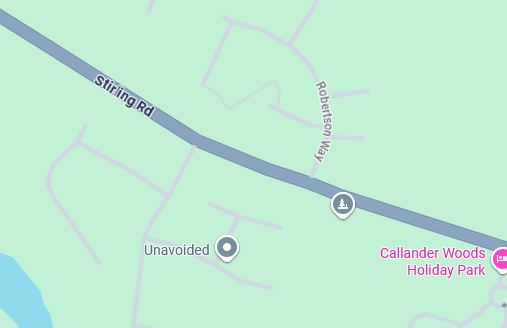 Stirling Rd
Robertson Way
Unavoided
Callander Woods
Holiday Park